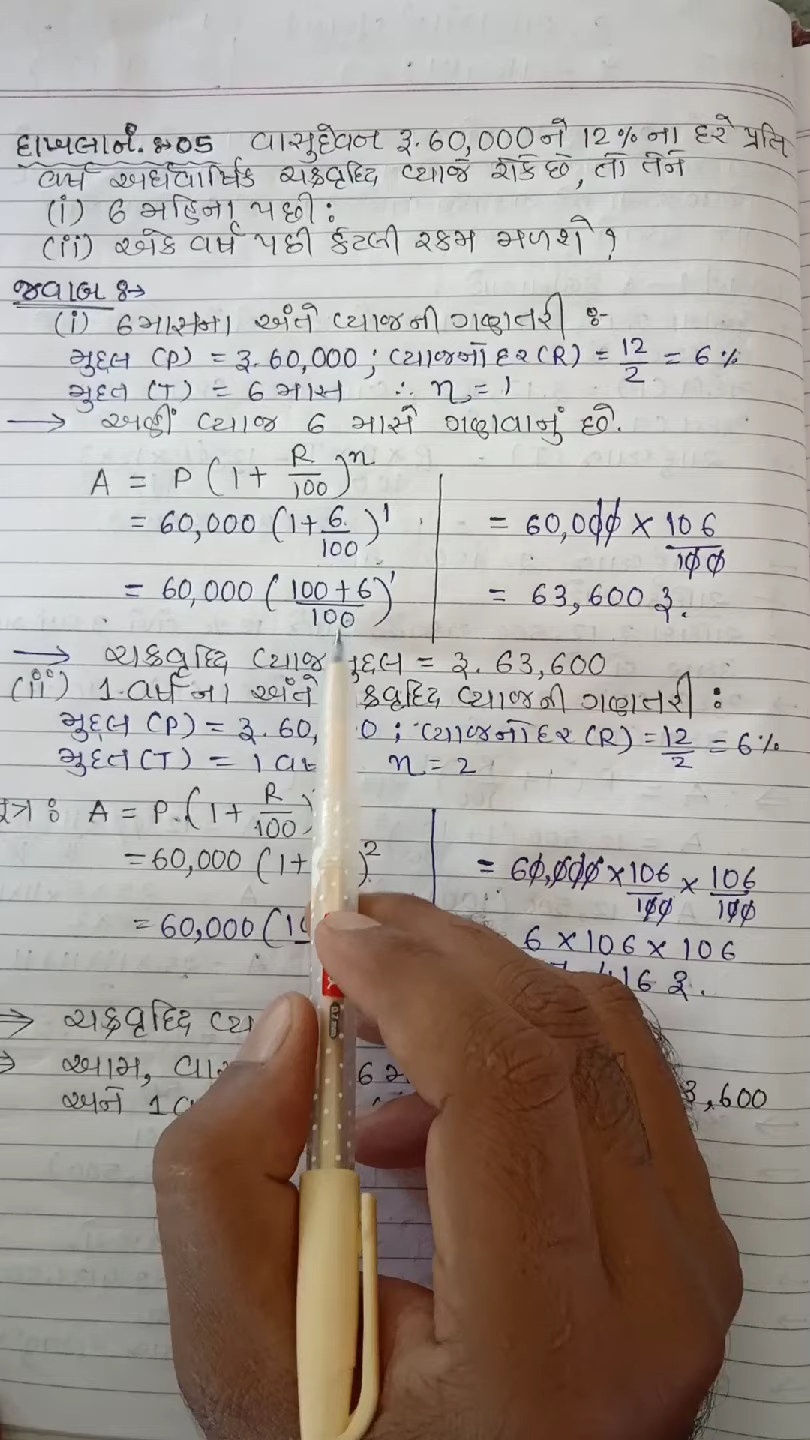 દાખલા નં.:→ 05 વાસુદેવન રૂ. 60,000 ને 12% ના દરે પ્રતિ
વર્ષ અર્ધવાર્ષિક ચક્રવૃદ્ધિ વ્યાજે રોકે છે, તો તેને
(i) 6 મહિના પછી :
(ii) એક વર્ષ પછી કેટલી રકમ મળશે ?
જવાબ :→
(i) 6 માસના અંતે વ્યાજની ગણતરી :-
મુદ્દલ (P) = રૂ. 60,000 ; વ્યાજનો દર (R) = 12/2 = 6%
મુદ્દત (T) = 6 માસ ∴ n = 1
→ અહીં વ્યાજ 6 માસે ગણવાનું છે.
A = P (1 + R/100)^n
= 60,000 (1 + 6/100)^1
= 60,000 (100 + 6/100)^1
= 60,000 × 106/100
= 63,600 રૂ.
→ ચક્રવૃદ્ધિ વ્યાજ મુદ્દલ = રૂ. 63,600
(ii) 1 વર્ષના અંતે ક્રવૃદ્ધિ વ્યાજની ગણતરી :
મુદ્દલ (P) = રૂ. 60, 0 ; વ્યાજનો દર (R) = 12/2 = 6%
મુદ્દત (T) = 1 n = 2
ત્ર : A = P. (1 + R/100)
= 60,000 (1 + )^2
= 60,000 (1
= 60,000 × 106/100 × 106/100
6 × 106 × 106
416 રૂ.
⇒ ચક્રવૃદ્ધિ
⇒ આમ, 6
અને 1 3,600